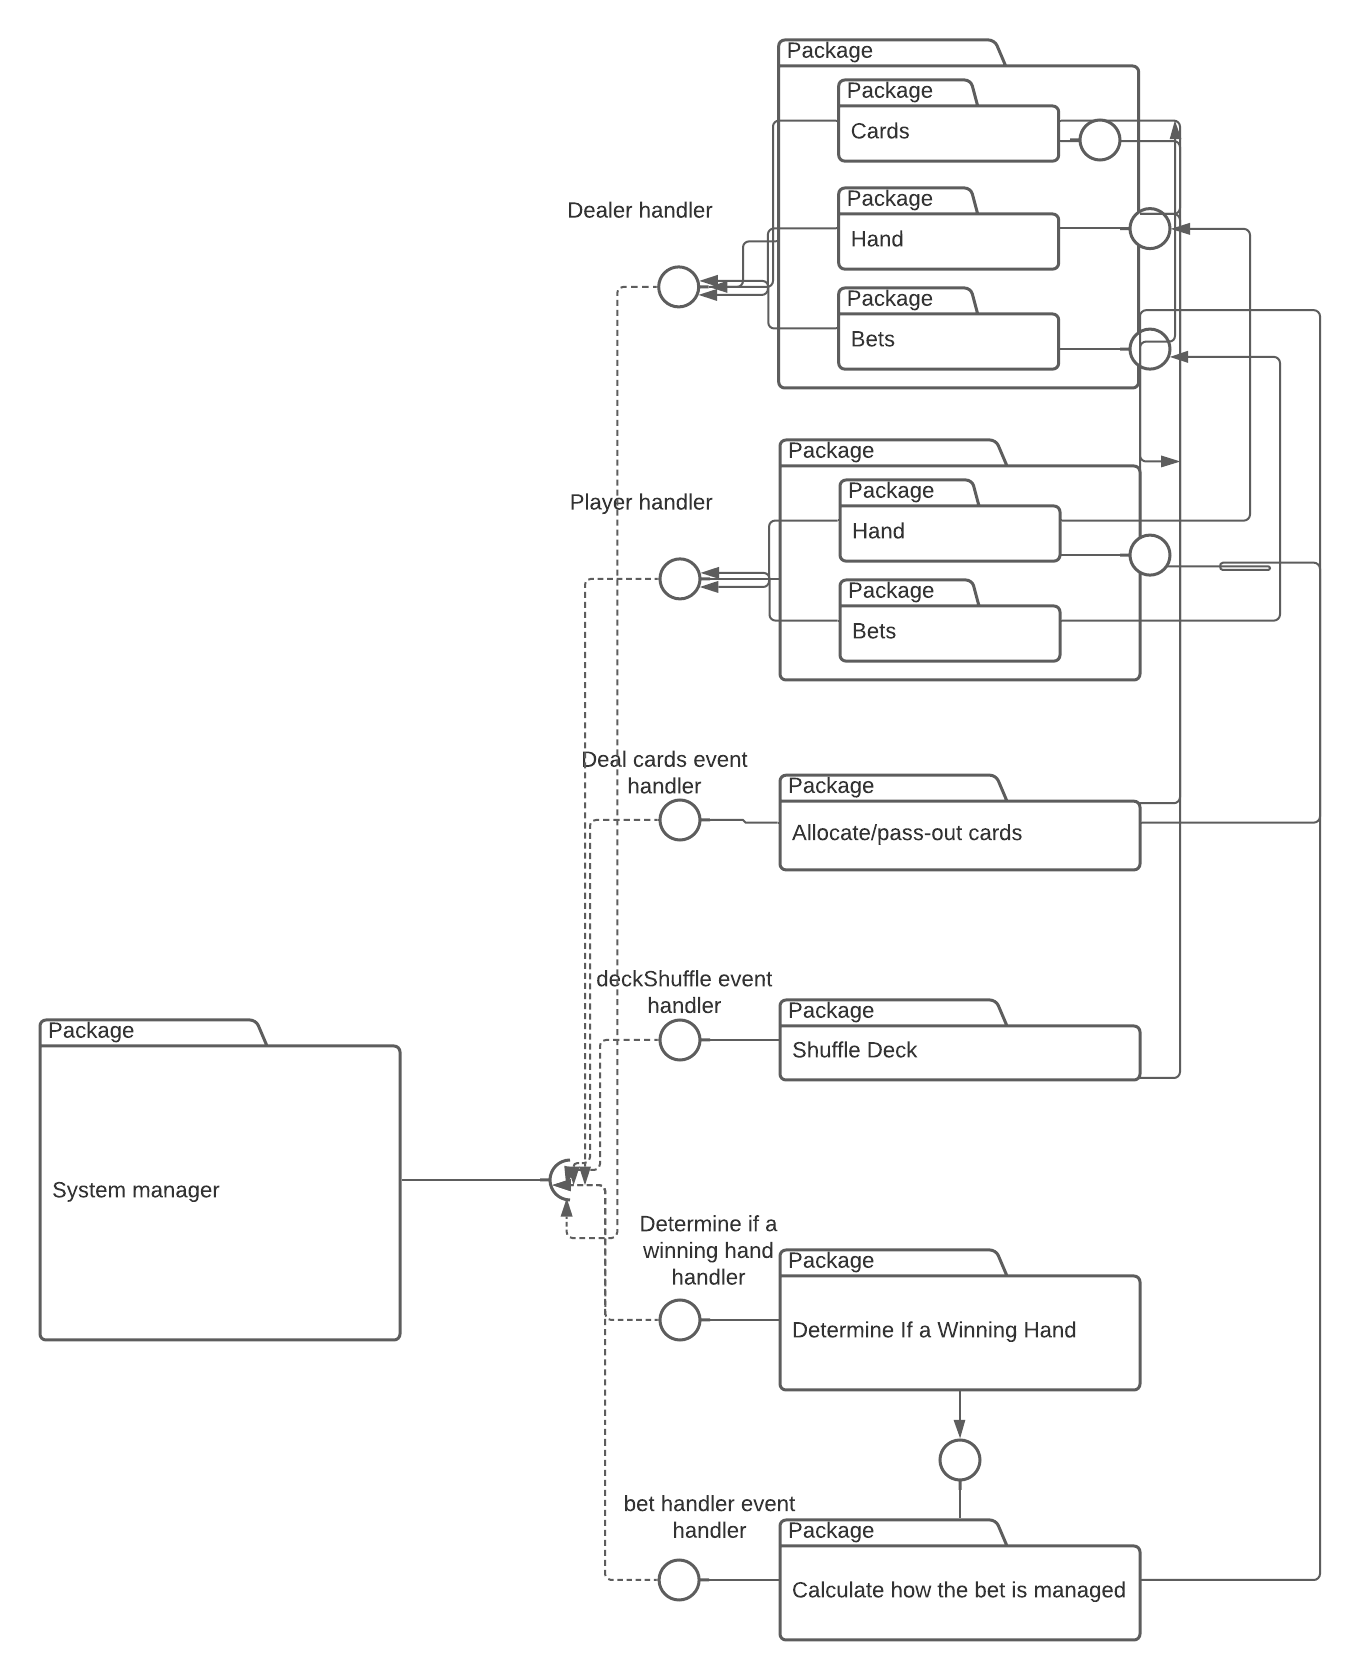 Package
Package
Cards
Package
Dealer handler
Hand
Package
Bets
Package
Package
Player handler
Hand
Package
Bets
Deal cards event
handler
Package
Allocate/pass-out cards
deckShuffle event
handler
Package
Shuffle Deck
Package
System manager
Determine if a
winning hand
handler
Package
Determine If a Winning Hand
bet handler event
handler
Package
Calculate how the bet is managed